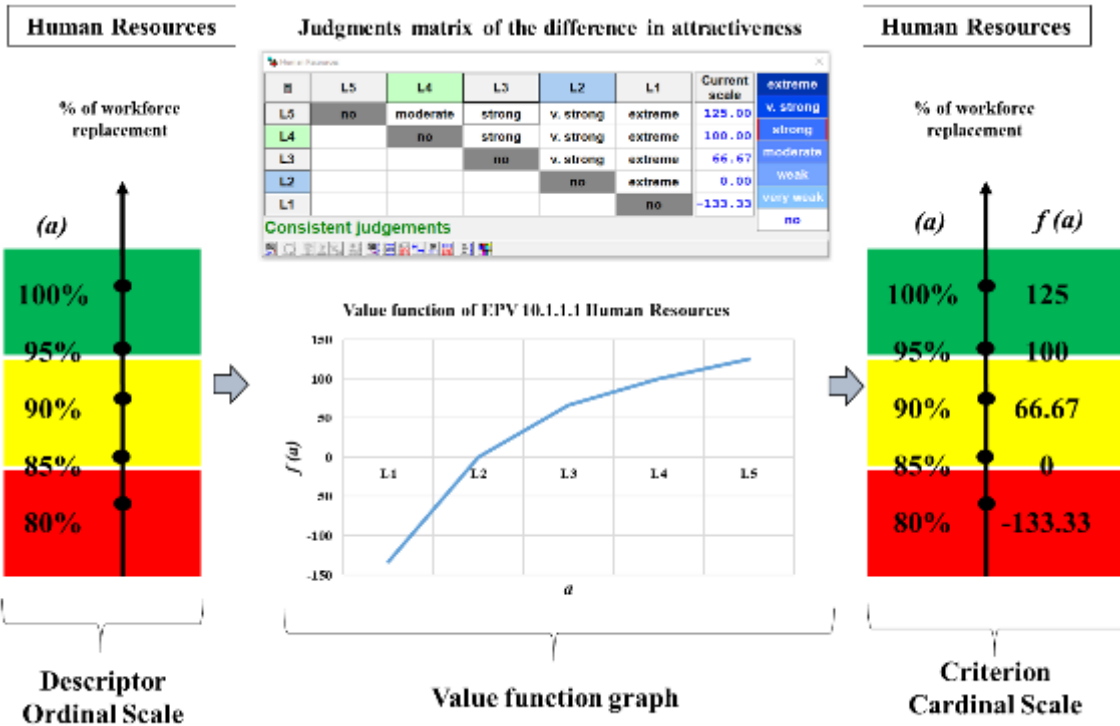 Human Resources
Judgments matrix of the difference in attractiveness
Human Resources
% of workforce
replacement
Human Resources
L5 L4 L3 L2 L1 Current scale extreme
L5 no moderate strong v. strong extreme 125.00 v. strong
L4 no strong v. strong extreme 100.00 strong
L3 no v. strong extreme 66.67 moderate
L2 no extreme 0.00 weak
L1 no -133.33 very weak
no
Consistent judgements
% of workforce
replacement
(a)
100%
95%
90%
85%
80%
Value function of EPV 10.1.1.1 Human Resources
150
100
50
0
50
-100
-150
f (a)
L1 L2 L3 L4 L5
a
(a) f (a)
100% 125
95% 100
90% 66.67
85% 0
80% -133.33
Descriptor
Ordinal Scale
Value function graph
Criterion
Cardinal Scale